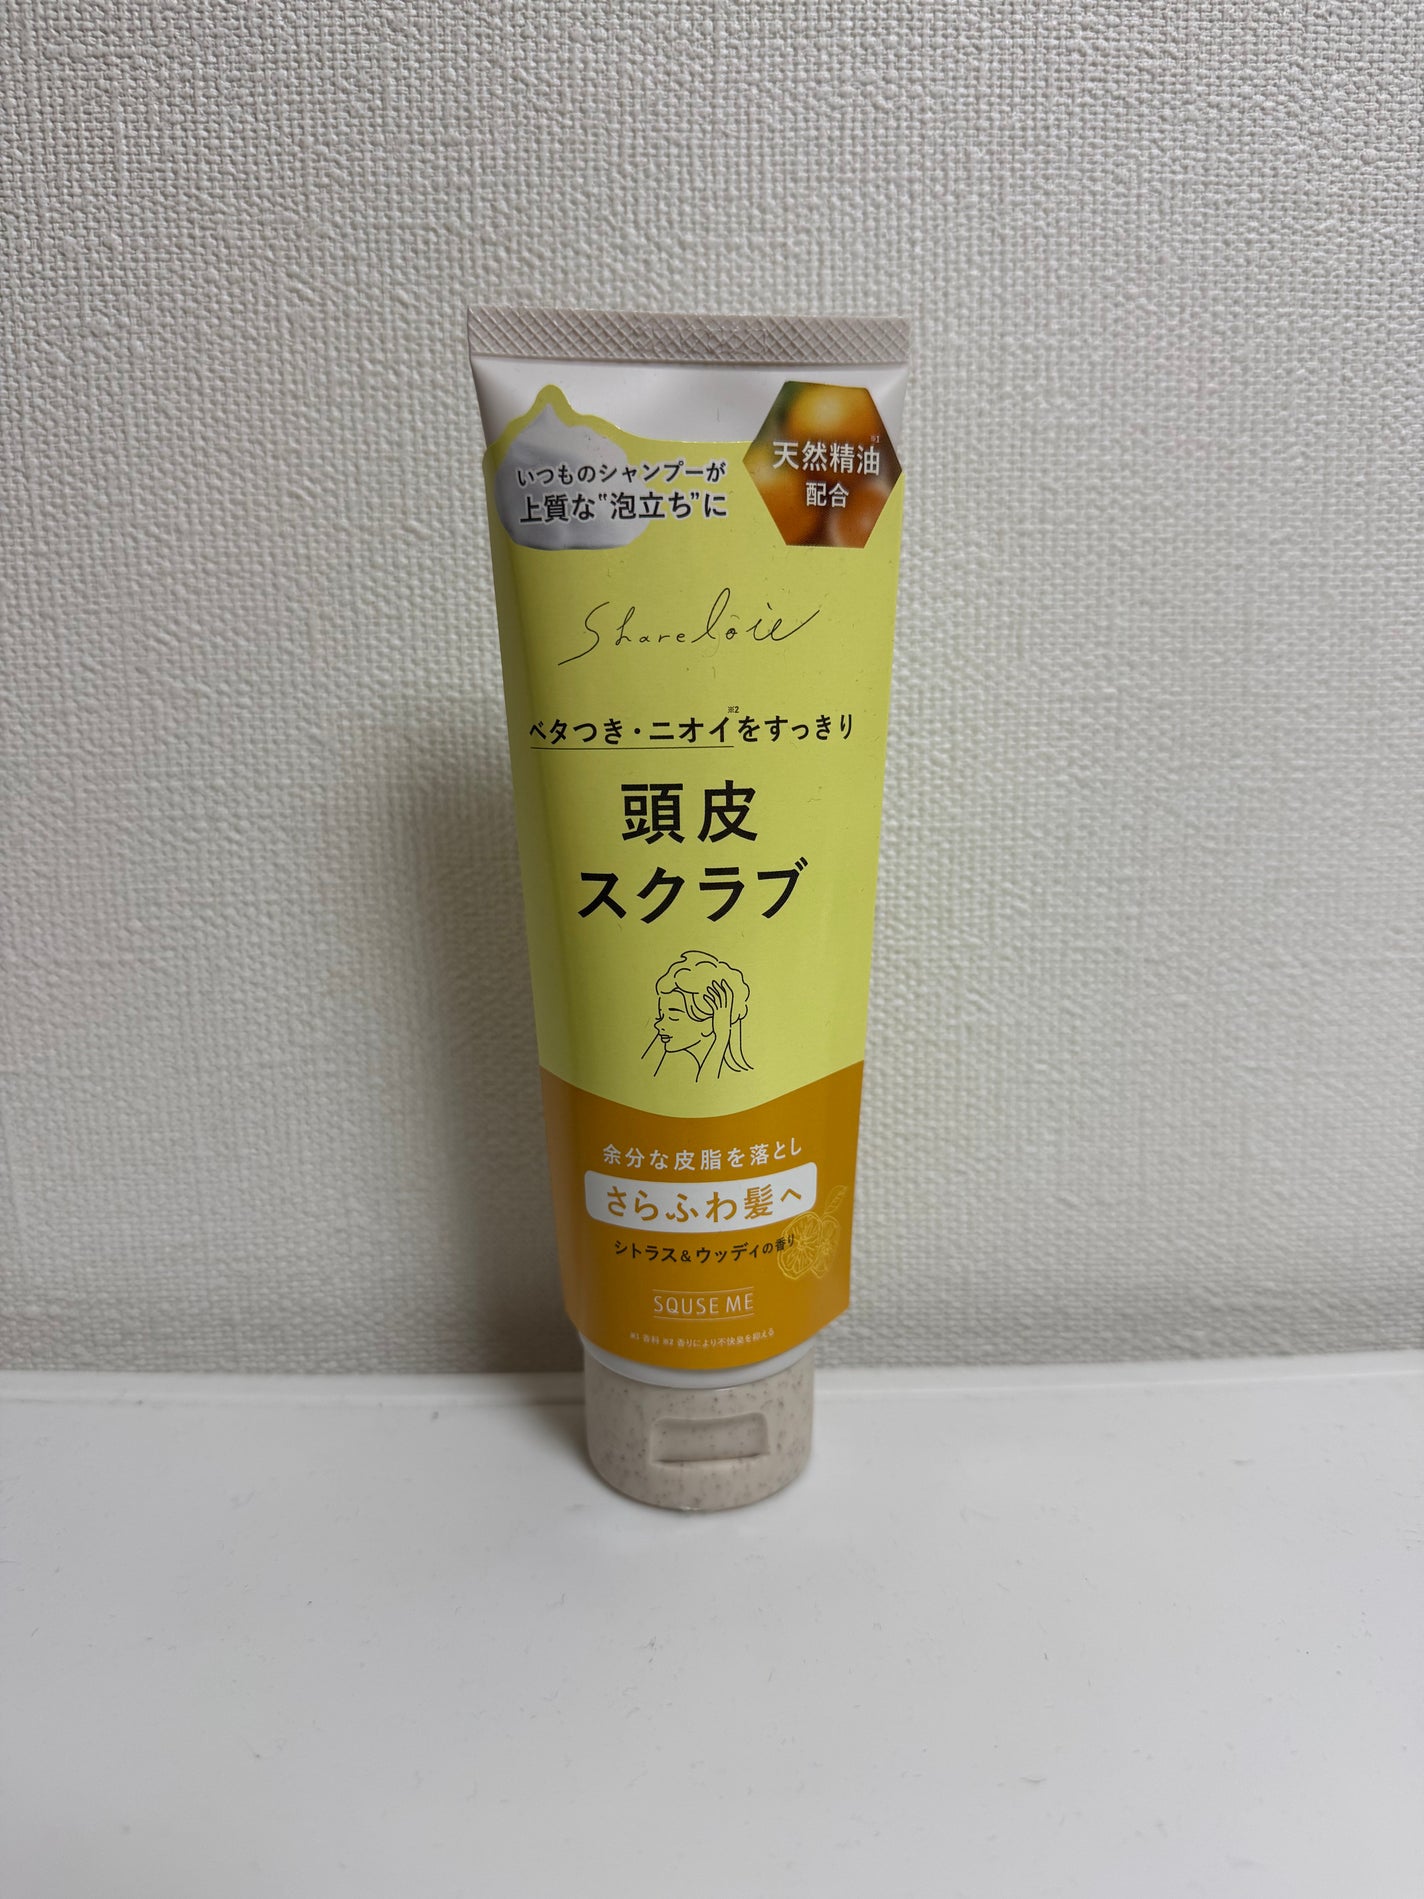 いつものシャンプーが
上質な“泡立ち”に
天然精油※1
配合
Sharelôie
ベタつき・ニオイ※2をすっきり
頭皮
スクラブ
余分な皮脂を落とし
さらふわ髪へ
シトラス&ウッディの香り
SQUSE ME
※1 香料 ※2 香りにより不快臭を抑える